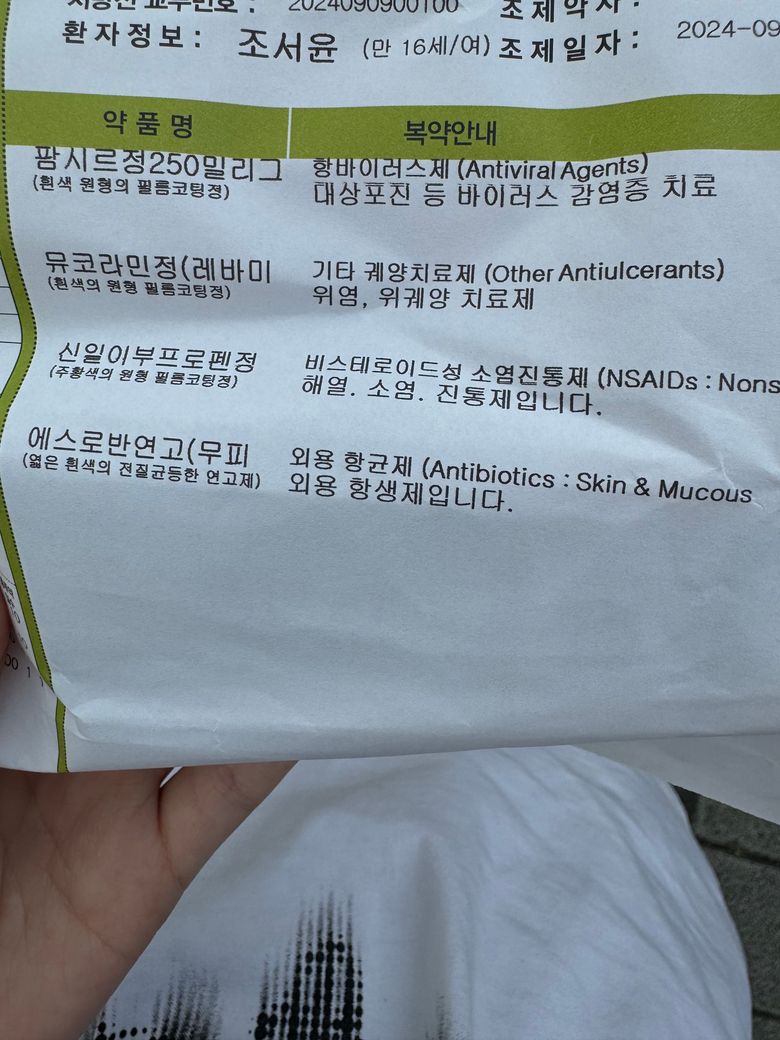 교부번호 : 2024090900100 조제약사 :
환자정보 : 조서윤 (만 16세/여) 조제일자 : 2024-09
약품명 복약안내
팜시르정250밀리그 항바이러스제 (Antiviral Agents)
(흰색 원형의 필름코팅정) 대상포진 등 바이러스 감염증 치료
뮤코라민정(레바미 기타 궤양치료제 (Other Antiulcerants)
(흰색의 원형 필름코팅정) 위염, 위궤양 치료제
신일이부프로펜정 비스테로이드성 소염진통제 (NSAIDs : Nons
(주황색의 원형 필름코팅정) 해열. 소염. 진통제입니다.
에스로반연고(무피 외용 항균제 (Antibiotics : Skin & Mucous
(엷은 흰색의 전질균등한 연고제) 외용 항생제입니다.